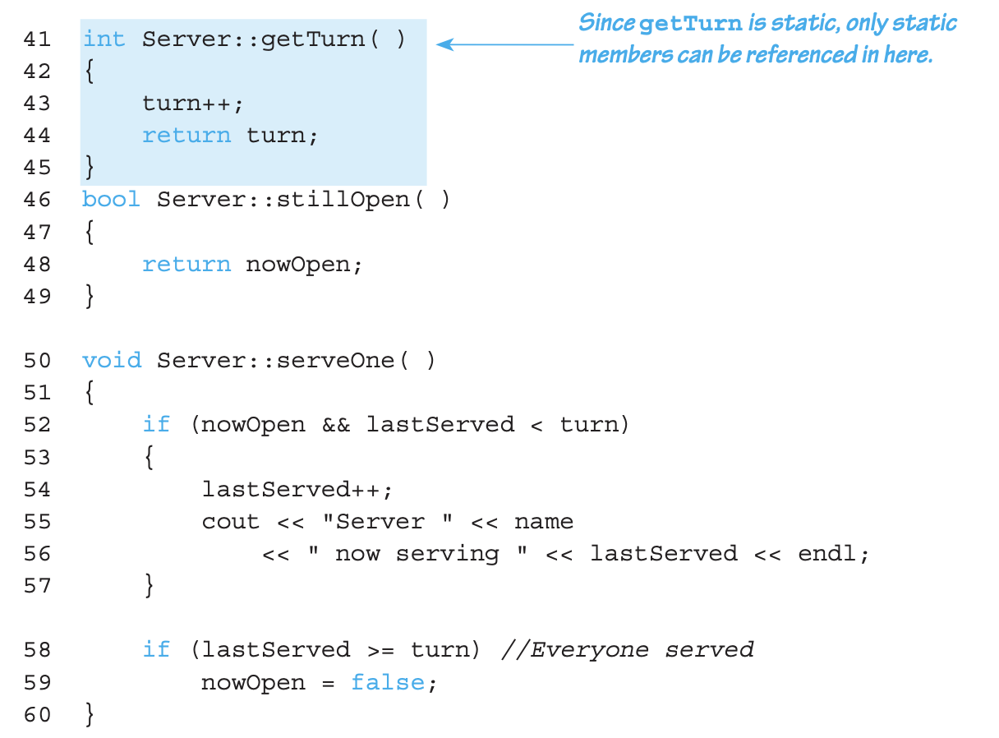 41 int Server::getTurn( )
Since getTurn is static, only static
members can be referenced in here.
42 {
43     turn++;
44     return turn;
45 }
46 bool Server::stillOpen( )
47 {
48     return nowOpen;
49 }
50 void Server::serveOne( )
51 {
52     if (nowOpen && lastServed < turn)
53     {
54         lastServed++;
55         cout << "Server " << name
56             << " now serving " << lastServed << endl;
57     }
58     if (lastServed >= turn) //Everyone served
59         nowOpen = false;
60 }